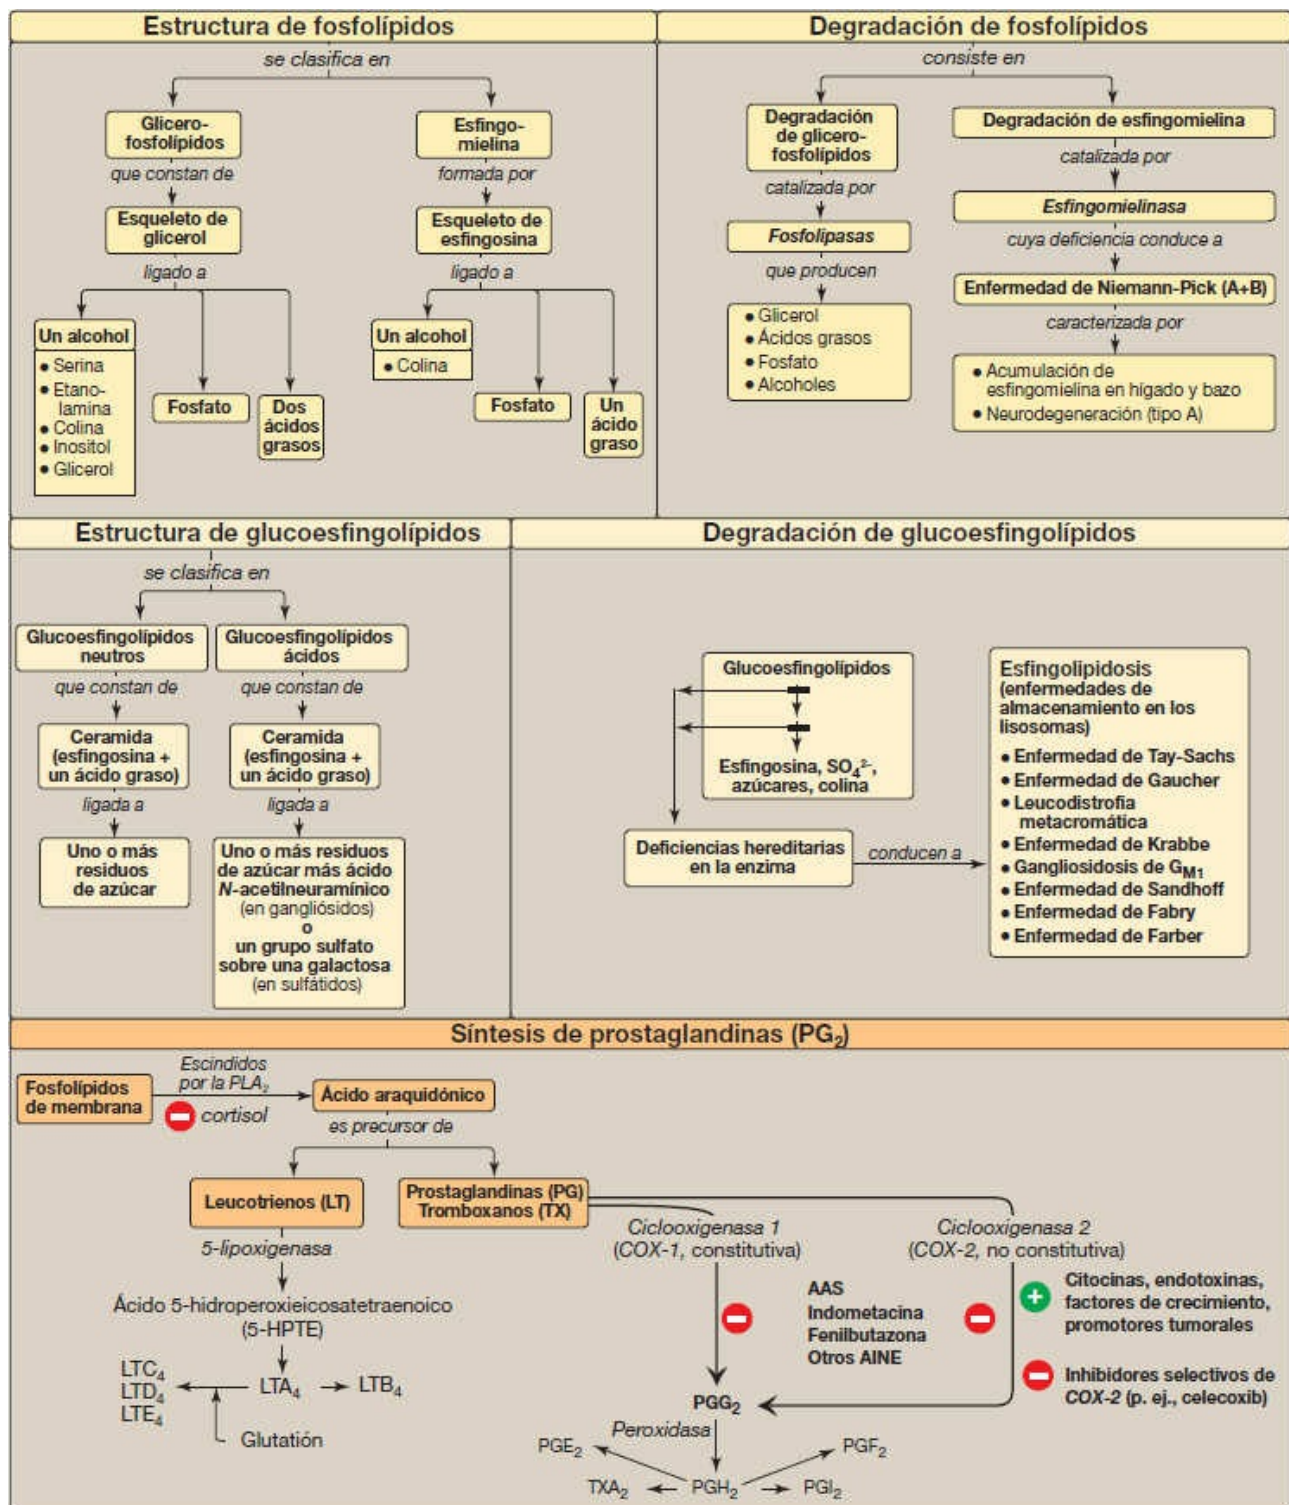 Estructura de fosfolípidos
se clasifica en
Glicero-
fosfolípidos
que constan de
Esqueleto de
glicerol
ligado a
Un alcohol
• Serina
• Etano-
lamina
• Colina
• Inositol
• Glicerol
Fosfato
Dos
ácidos
grasos
Esfingo-
mielina
formada por
Esqueleto de
esfingosina
ligado a
Un alcohol
• Colina
Fosfato
Un
ácido
graso
Degradación de fosfolípidos
consiste en
Degradación
de glicero-
fosfolípidos
catalizada por
Fosfolipasas
que producen
• Glicerol
• Ácidos grasos
• Fosfato
• Alcoholes
Degradación de esfingomielina
catalizada por
Esfingomielinasa
cuya deficiencia conduce a
Enfermedad de Niemann-Pick (A+B)
caracterizada por
• Acumulación de
esfingomielina en hígado y bazo
• Neurodegeneración (tipo A)
Estructura de glucoesfingolípidos
se clasifica en
Glucoesfingolípidos
neutros
que constan de
Ceramida
(esfingosina +
un ácido graso)
ligada a
Uno o más
residuos
de azúcar
Glucoesfingolípidos
ácidos
que constan de
Ceramida
(esfingosina +
un ácido graso)
ligada a
Uno o más residuos
de azúcar más ácido
N-acetilneuramínico
(en gangliósidos)
o
un grupo sulfato
sobre una galactosa
(en sulfátidos)
Degradación de glucoesfingolípidos
Glucoesfingolípidos
Esfingosina, SO₄²⁻,
azúcares, colina
Deficiencias hereditarias
en la enzima
conducen a
Esfingolipidosis
(enfermedades de
almacenamiento en los
lisosomas)
• Enfermedad de Tay-Sachs
• Enfermedad de Gaucher
• Leucodistrofia
metacromática
• Enfermedad de Krabbe
• Gangliosidosis de GM1
• Enfermedad de Sandhoff
• Enfermedad de Fabry
• Enfermedad de Farber
Síntesis de prostaglandinas (PG₂)
Fosfolípidos
de membrana
Escindidos
por la PLA₂
cortisol
Ácido araquidónico
es precursor de
Leucotrienos (LT)
5-lipoxigenasa
Ácido 5-hidroperoxieicosatetraenoico
(5-HPTE)
LTC₄
LTD₄
LTE₄
LTA₄
LTB₄
Glutatión
Prostaglandinas (PG)
Tromboxanos (TX)
Ciclooxigenasa 1
(COX-1, constitutiva)
Ciclooxigenasa 2
(COX-2, no constitutiva)
AAS
Indometacina
Fenilbutazona
Otros AINE
Citocinas, endotoxinas,
factores de crecimiento,
promotores tumorales
Inhibidores selectivos de
COX-2 (p. ej., celecoxib)
PGG₂
Peroxidasa
PGE₂
PGF₂
TXA₂
PGH₂
PGI₂